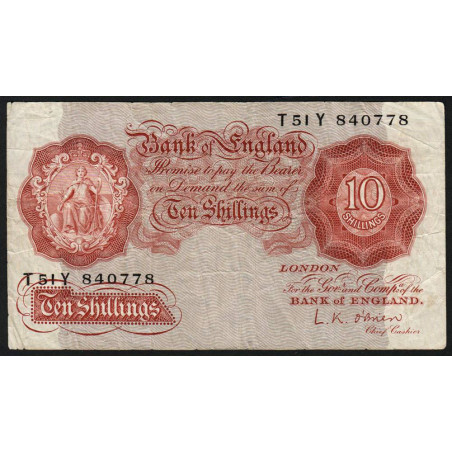 T51Y 840778
Bank of England
Promise to pay the Bearer
on Demand the sum of
Ten Shillings
10
SHILLINGS
T51Y 840778
LONDON
For the Govr. and Compa. of the
BANK OF ENGLAND.
Ten Shillings
L. K. O'Brien
Chief Cashier